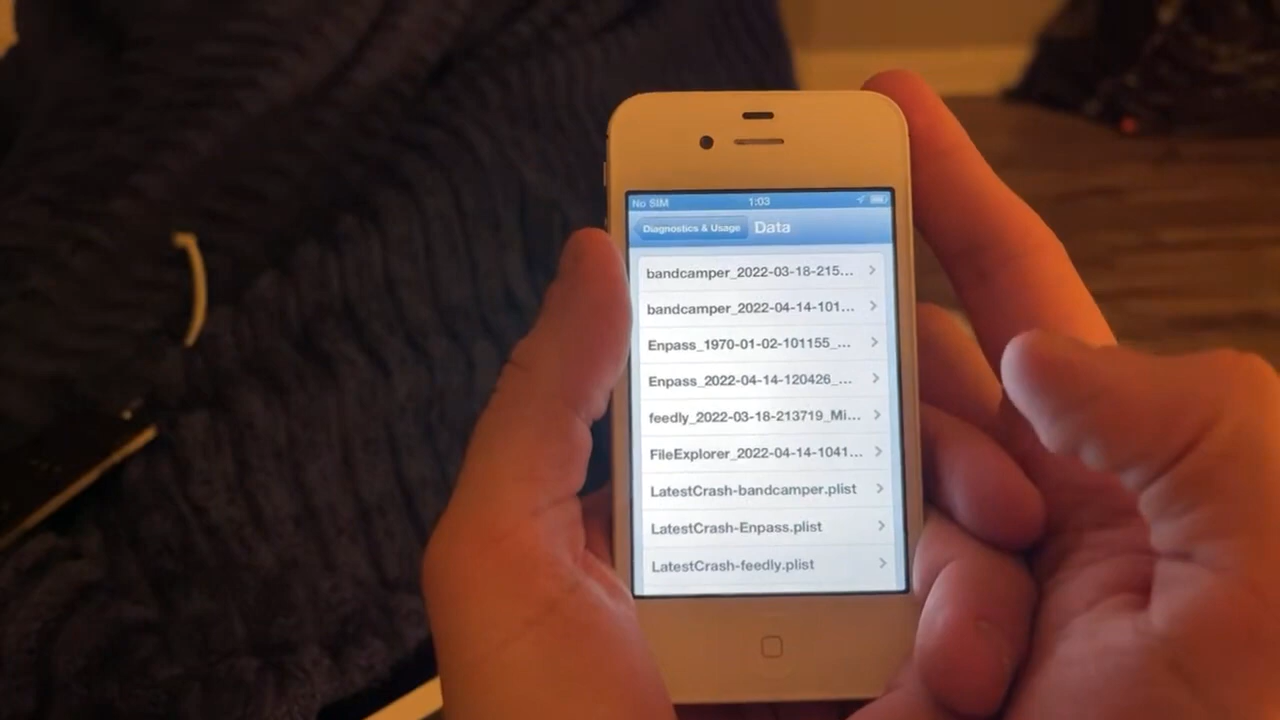 No SIM 1:03
Diagnostics & Usage Data
bandcamper_2022-03-18-215...
bandcamper_2022-04-14-101...
Enpass_1970-01-02-101155_...
Enpass_2022-04-14-120426_...
feedly_2022-03-18-213719_Mi...
FileExplorer_2022-04-14-1041...
LatestCrash-bandcamper.plist
LatestCrash-Enpass.plist
LatestCrash-feedly.plist